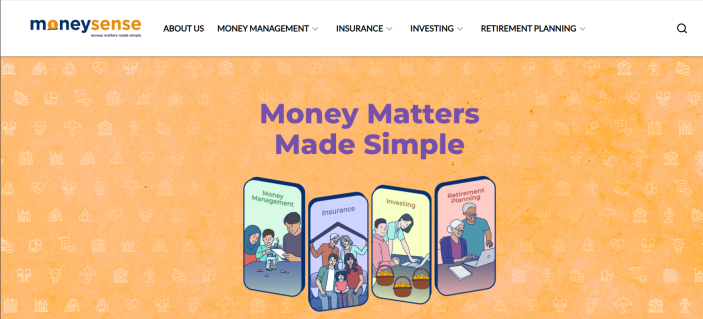 moneysense
money matters made simple
ABOUT US MONEY MANAGEMENT INSURANCE INVESTING RETIREMENT PLANNING
Money Matters
Made Simple
Money
Management
Insurance
Investing
Retirement
Planning